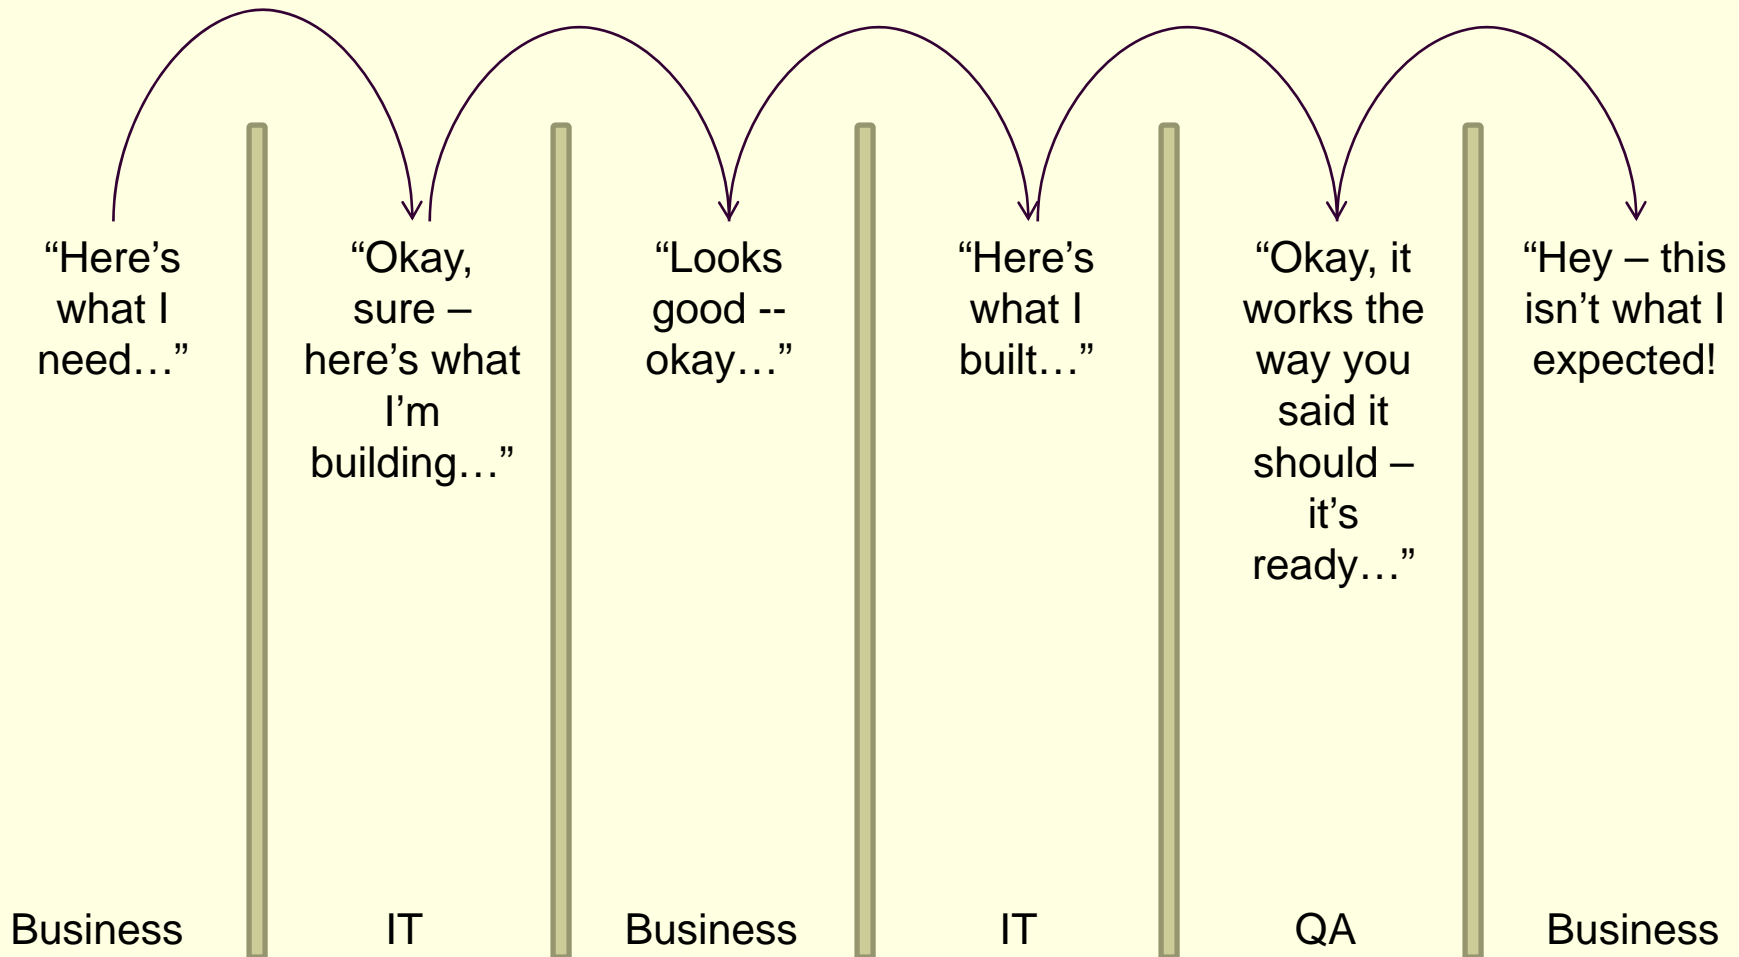 “Here’s
what I
need…”
“Okay,
sure –
here’s what
I’m
building…”
“Looks
good --
okay…”
“Here’s
what I
built…”
“Okay, it
works the
way you
said it
should –
it’s
ready…”
“Hey – this
isn’t what I
expected!
Business
IT
Business
IT
QA
Business